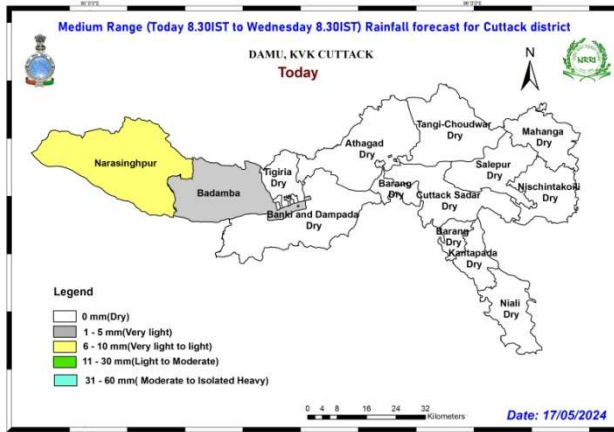 Medium Range (Today 8.30IST to Wednesday 8.30IST) Rainfall forecast for Cuttack district
DAMU, KVK CUTTACK
Today
N
NRRI
Narasinghpur
Badamba
Tigiria
Dry
Athagad
Dry
Tangi-Choudwar
Dry
Mahanga
Dry
Salepur
Dry
Nischintakoili
Dry
Barang
Dry
Cuttack Sadar
Dry
Banki and Dampada
Dry
Barang
Dry
Kantapada
Dry
Niali
Dry
Legend
0 mm(Dry)
1 - 5 mm(Very light)
6 - 10 mm(Very light to light)
11 - 30 mm(Light to Moderate)
31 - 60 mm( Moderate to Isolated Heavy)
0 4 8 16 24 32
Kilometers
Date: 17/05/2024